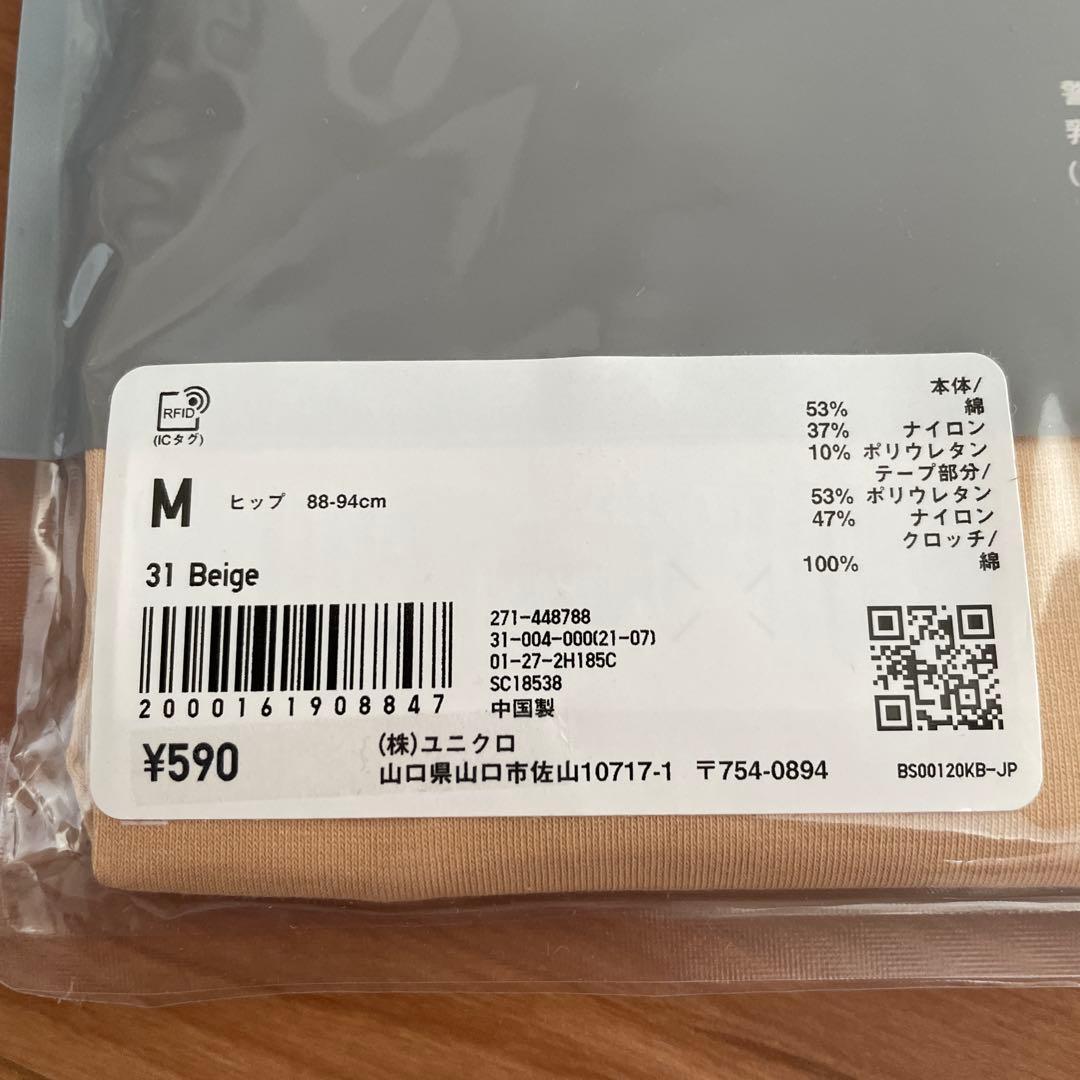 RFID
(ICタグ)
M ヒップ 88-94cm
31 Beige
2000161908847
¥590
本体/
53% 綿
37% ナイロン
10% ポリウレタン
テープ部分/
53% ポリウレタン
47% ナイロン
クロッチ/
100% 綿
271-448788
31-004-000(21-07)
01-27-2H185C
SC18538
中国製
(株)ユニクロ
山口県山口市佐山10717-1 〒754-0894
BS00120KB-JP